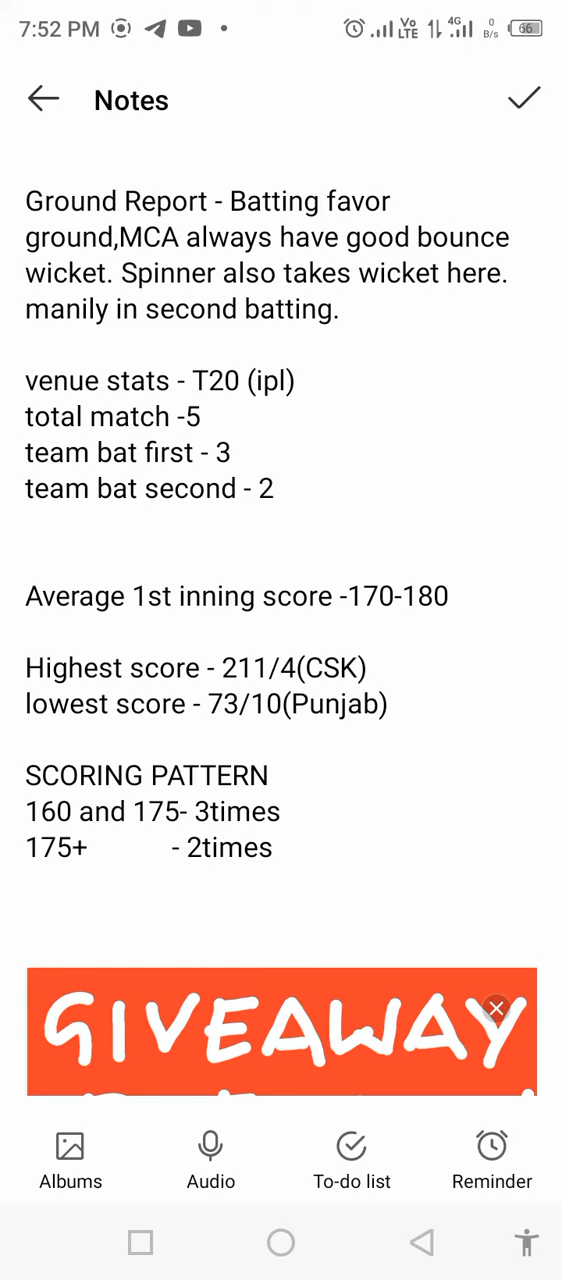 7:52 PM
Vo LTE 4G 0 B/s 66
Notes
Ground Report - Batting favor
ground,MCA always have good bounce
wicket. Spinner also takes wicket here.
manily in second batting.
venue stats - T20 (ipl)
total match -5
team bat first - 3
team bat second - 2
Average 1st inning score -170-180
Highest score - 211/4(CSK)
lowest score - 73/10(Punjab)
SCORING PATTERN
160 and 175- 3times
175+ - 2times
GIVEAWAY
Albums Audio To-do list Reminder